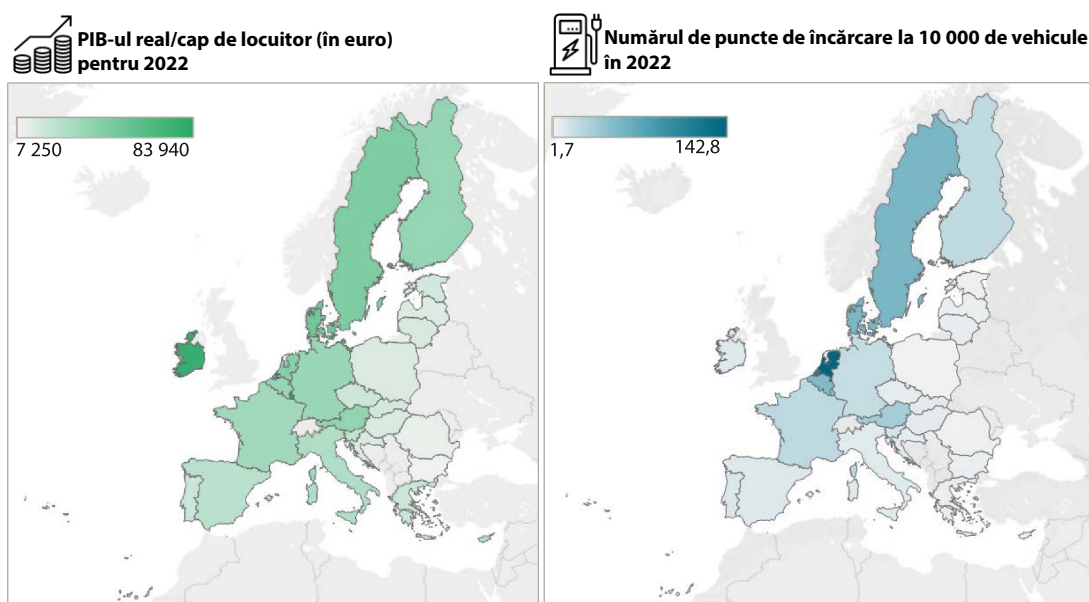 PIB-ul real/cap de locuitor (în euro)
pentru 2022
7 250
83 940
Numărul de puncte de încărcare la 10 000 de vehicule
în 2022
1,7
142,8